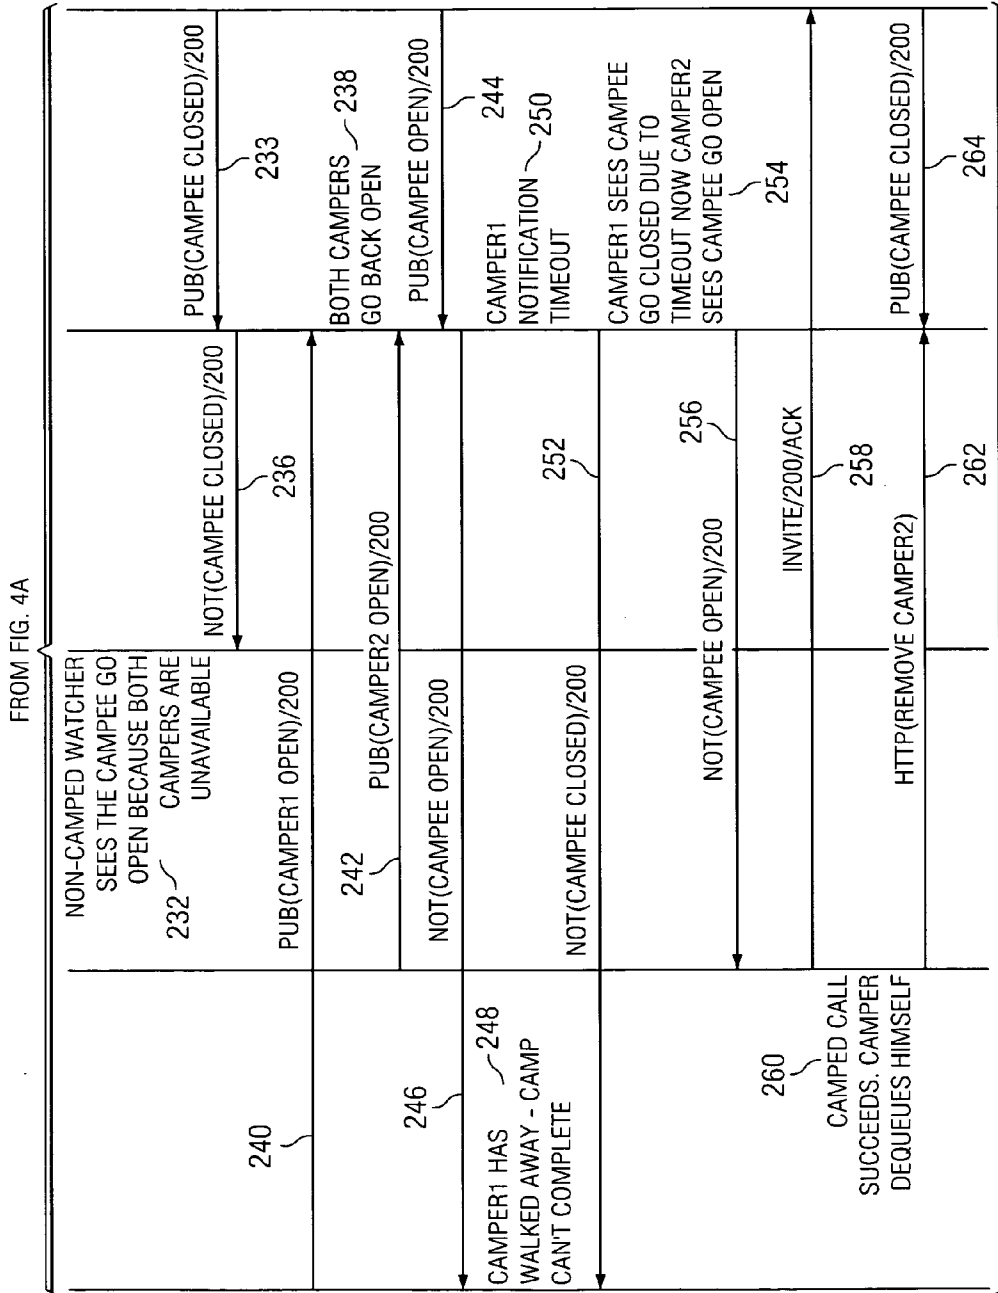 FROM FIG. 4A
NON-CAMPED WATCHER
SEES THE CAMPEE GO
OPEN BECAUSE BOTH
CAMPERS ARE
UNAVAILABLE
232
PUB(CAMPEE CLOSED)/200
233
NOT(CAMPEE CLOSED)/200
236
BOTH CAMPERS
GO BACK OPEN
238
PUB(CAMPER1 OPEN)/200
240
PUB(CAMPER2 OPEN)/200
242
PUB(CAMPEE OPEN)/200
244
NOT(CAMPEE OPEN)/200
246
CAMPER1 HAS
WALKED AWAY - CAMP
CAN'T COMPLETE
248
CAMPER1
NOTIFICATION
TIMEOUT
250
NOT(CAMPEE CLOSED)/200
252
CAMPER1 SEES CAMPEE
GO CLOSED DUE TO
TIMEOUT NOW CAMPER2
SEES CAMPEE GO OPEN
254
NOT(CAMPEE OPEN)/200
256
INVITE/200/ACK
258
260
CAMPED CALL
SUCCEEDS. CAMPER
DEQUEUES HIMSELF
HTTP(REMOVE CAMPER2)
262
PUB(CAMPEE CLOSED)/200
264